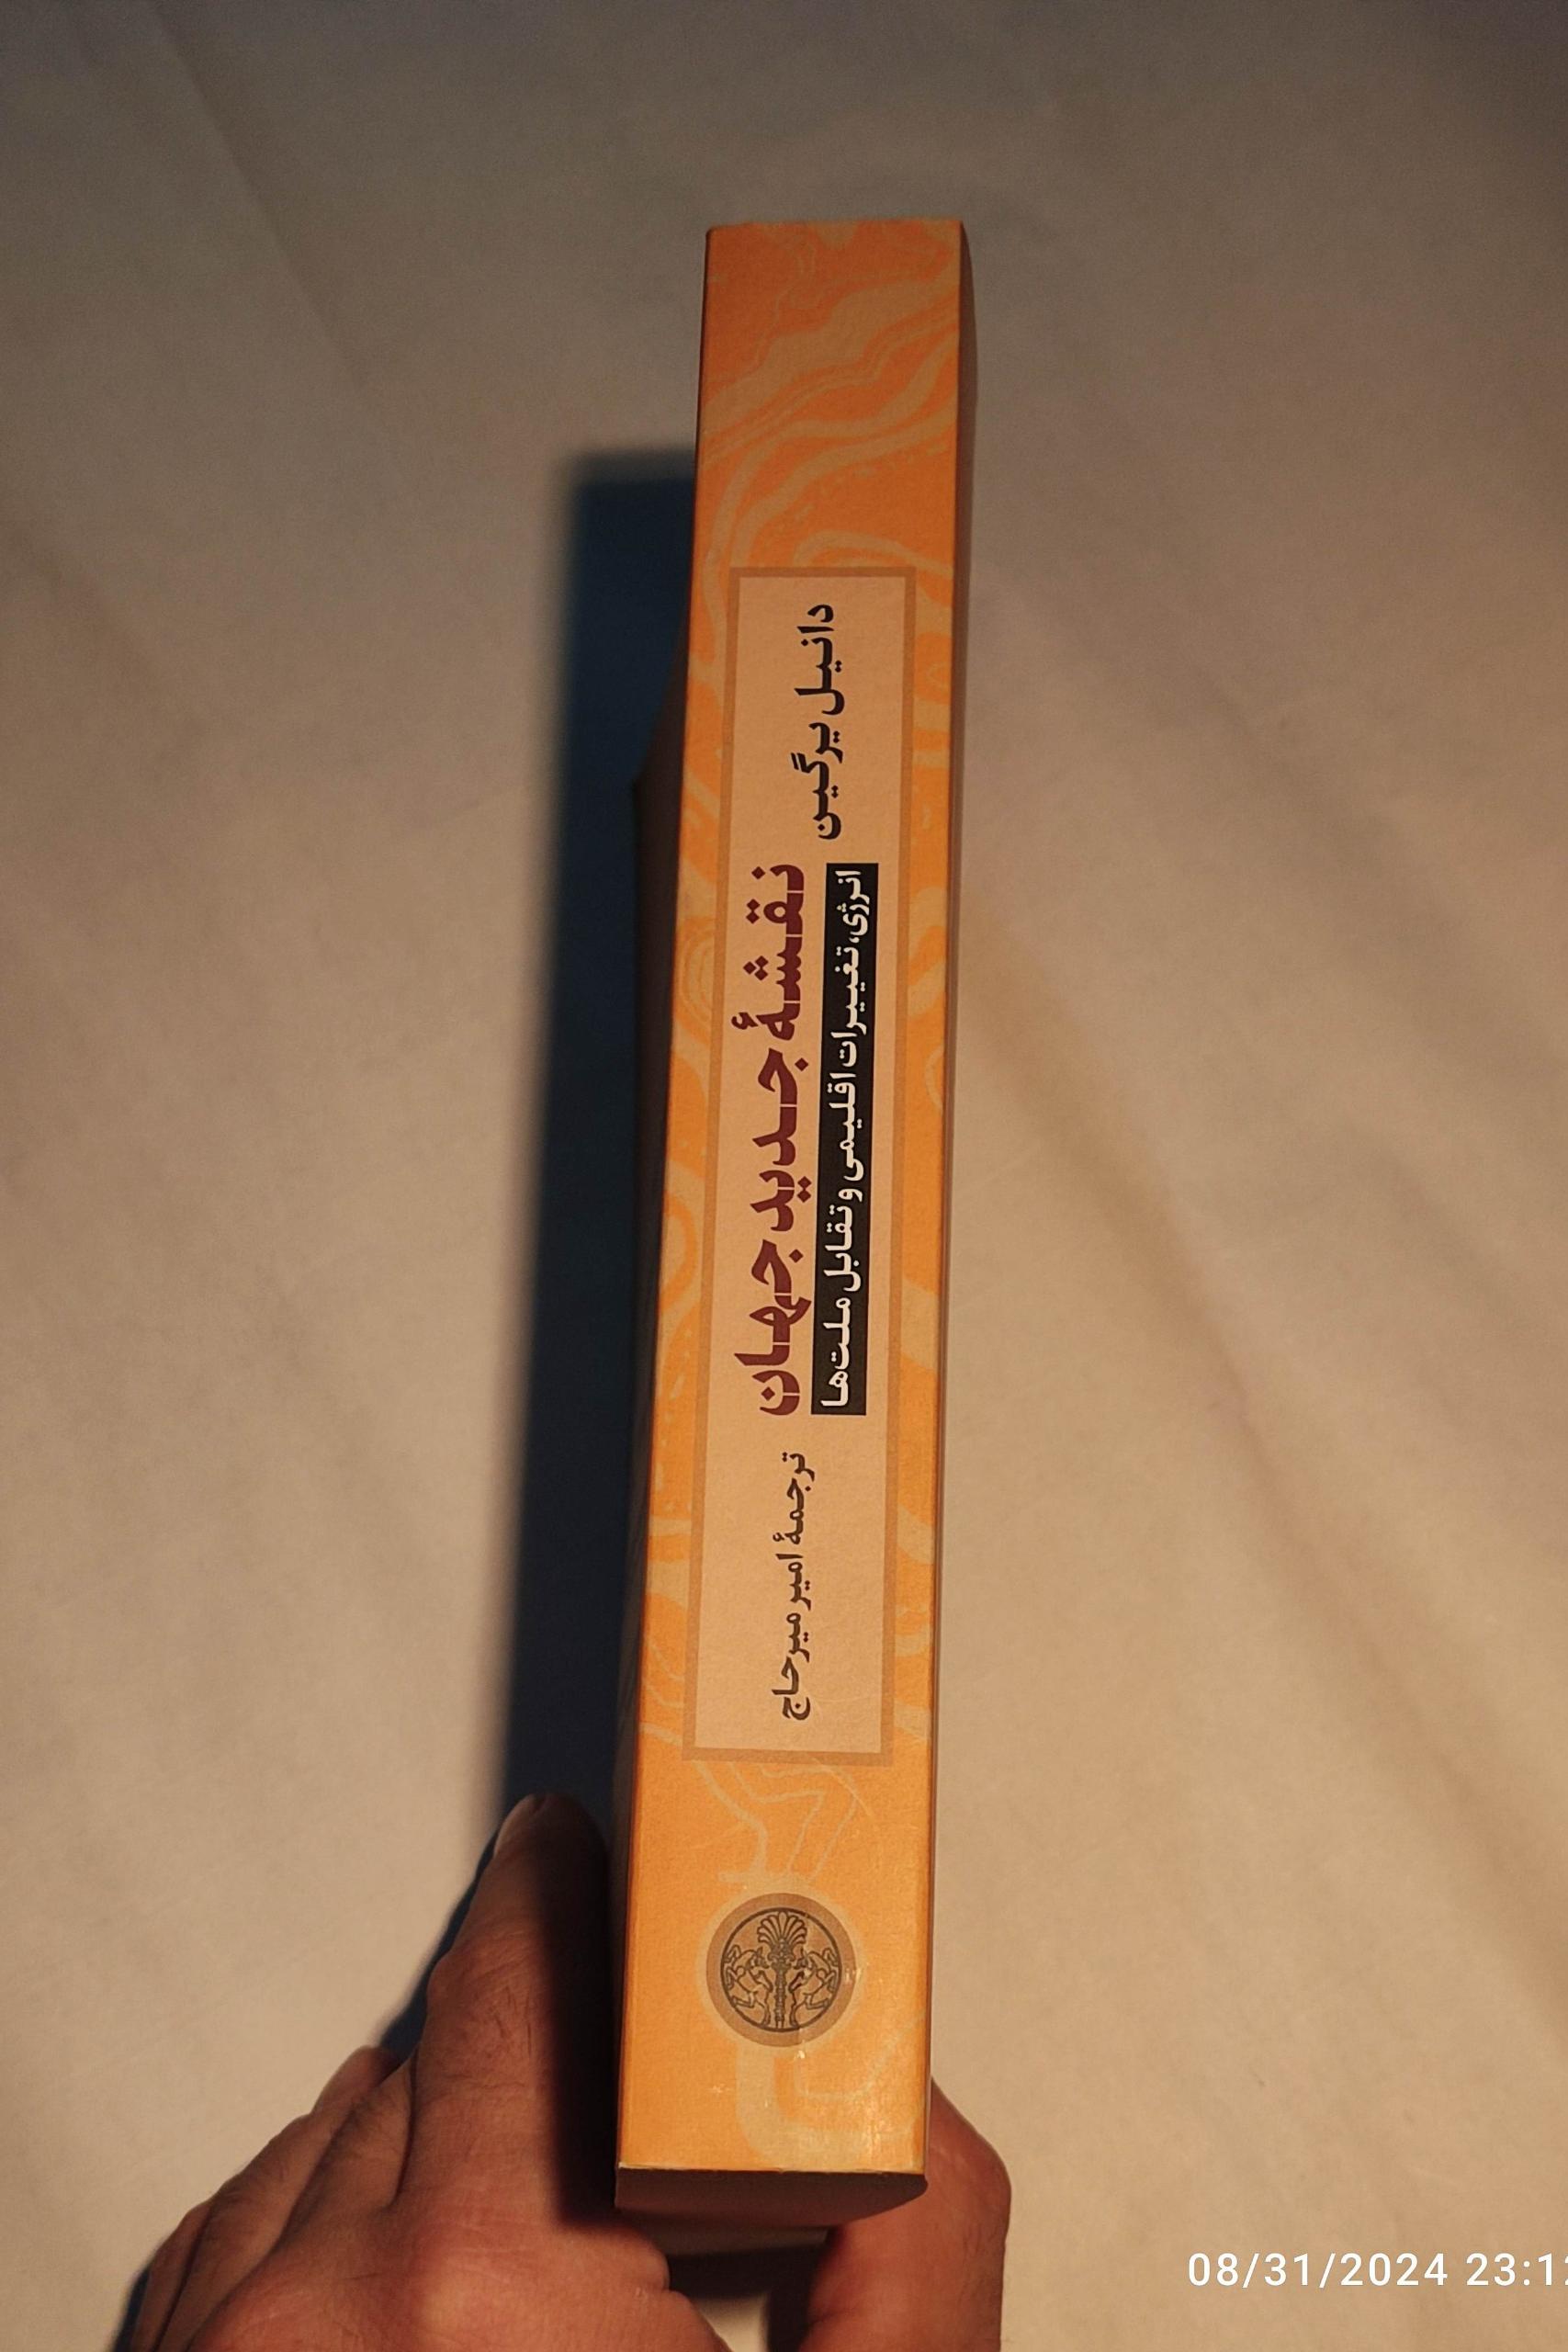 دانیل یرگین
نقشهٔ جدید جهان
انرژی، تغییرات اقلیمی و تقابل ملت‌ها
ترجمهٔ امیر میرحاج
08/31/2024 23:12